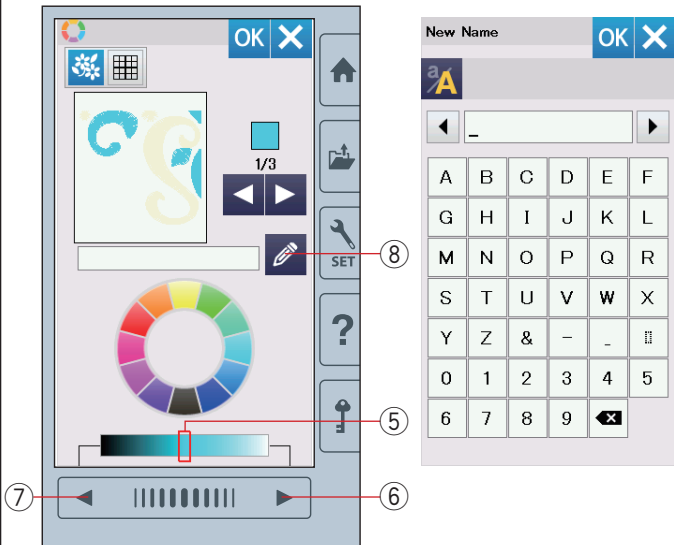 OK
1/3
⑧
SET
?
⑤
⑦
⑥
New Name
OK
a/A
_
A B C D E F
G H I J K L
M N O P Q R
S T U V W X
Y Z & – _
0 1 2 3 4 5
6 7 8 9